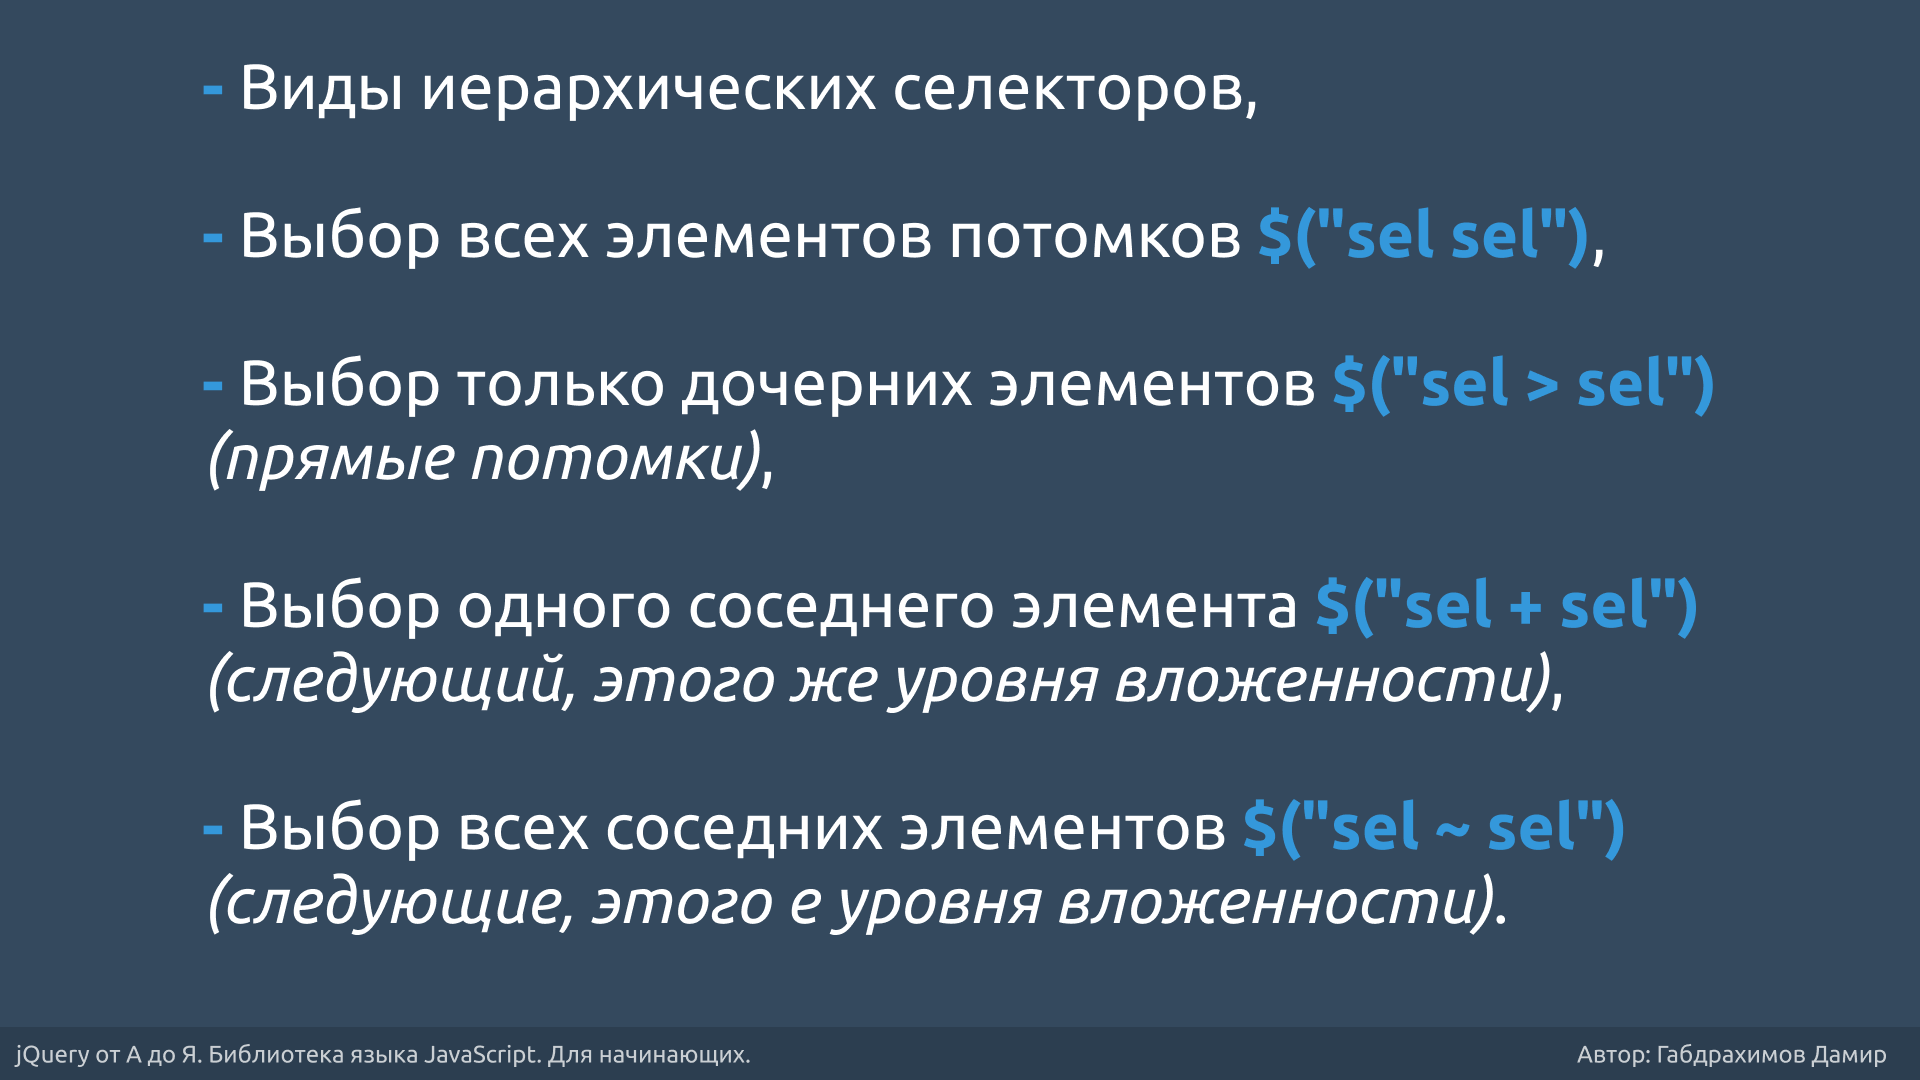 - Виды иерархических селекторов,
- Выбор всех элементов потомков $("sel sel"),
- Выбор только дочерних элементов $("sel > sel")
(прямые потомки),
- Выбор одного соседнего элемента $("sel + sel")
(следующий, этого же уровня вложенности),
- Выбор всех соседних элементов $("sel ~ sel")
(следующие, этого е уровня вложенности).
jQuery от А до Я. Библиотека языка JavaScript. Для начинающих.
Автор: Габдрахимов Дамир